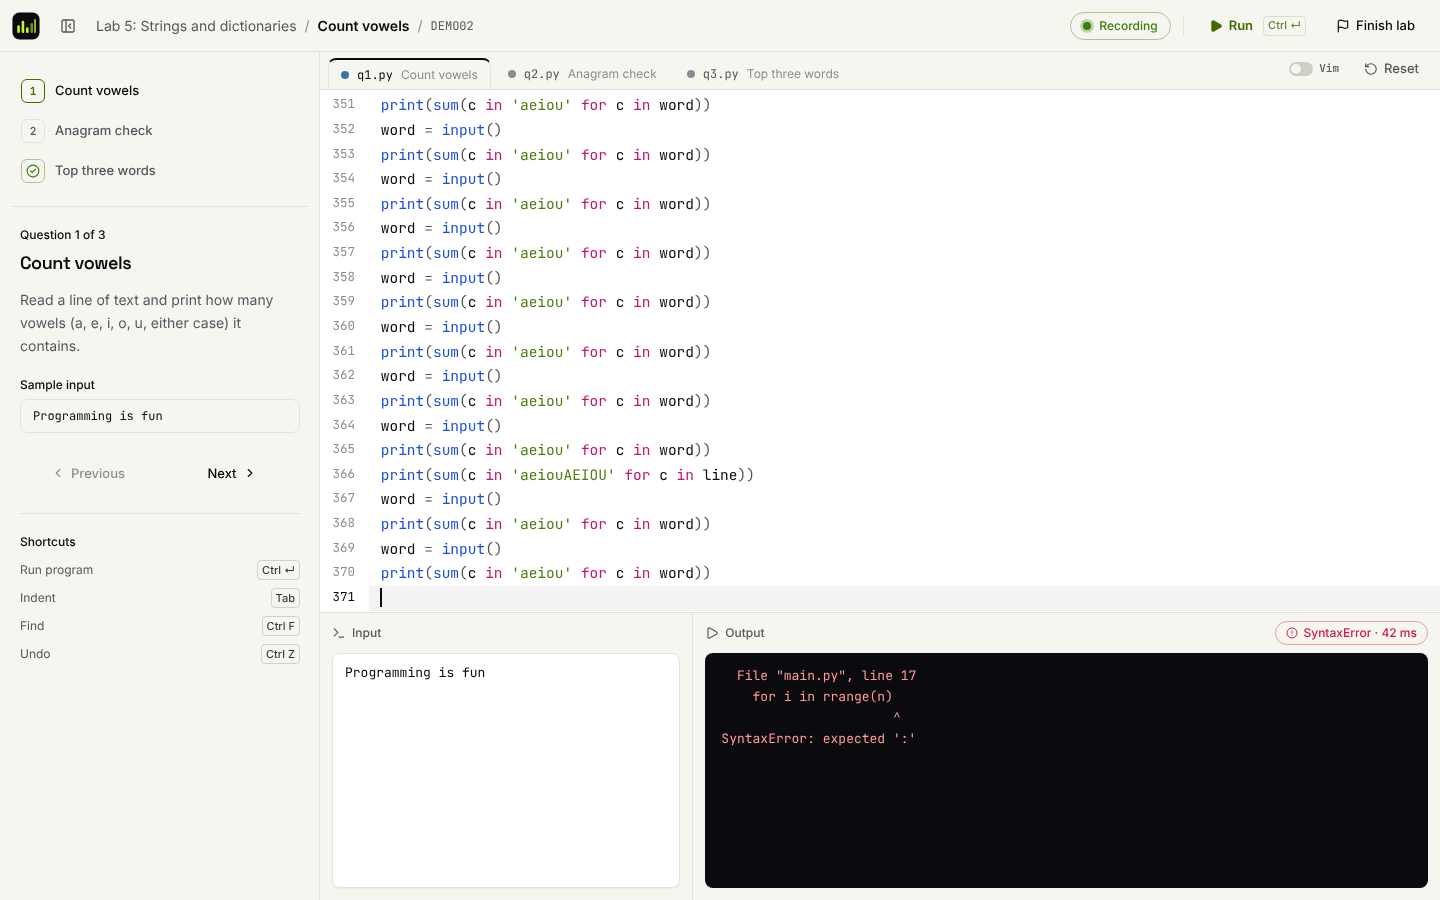 Lab 5: Strings and dictionaries / Count vowels / DEMO02
Recording
Run Ctrl ↵
Finish lab
1 Count vowels
2 Anagram check
Top three words
Question 1 of 3
Count vowels
Read a line of text and print how many
vowels (a, e, i, o, u, either case) it
contains.
Sample input
Programming is fun
Previous
Next
Shortcuts
Run program Ctrl ↵
Indent Tab
Find Ctrl F
Undo Ctrl Z
q1.py Count vowels
q2.py Anagram check
q3.py Top three words
Vim
Reset
351 print(sum(c in 'aeiou' for c in word))
352 word = input()
353 print(sum(c in 'aeiou' for c in word))
354 word = input()
355 print(sum(c in 'aeiou' for c in word))
356 word = input()
357 print(sum(c in 'aeiou' for c in word))
358 word = input()
359 print(sum(c in 'aeiou' for c in word))
360 word = input()
361 print(sum(c in 'aeiou' for c in word))
362 word = input()
363 print(sum(c in 'aeiou' for c in word))
364 word = input()
365 print(sum(c in 'aeiou' for c in word))
366 print(sum(c in 'aeiouAEIOU' for c in line))
367 word = input()
368 print(sum(c in 'aeiou' for c in word))
369 word = input()
370 print(sum(c in 'aeiou' for c in word))
371
Input
Programming is fun
Output
SyntaxError · 42 ms
File "main.py", line 17
for i in rrange(n)
^
SyntaxError: expected ':'